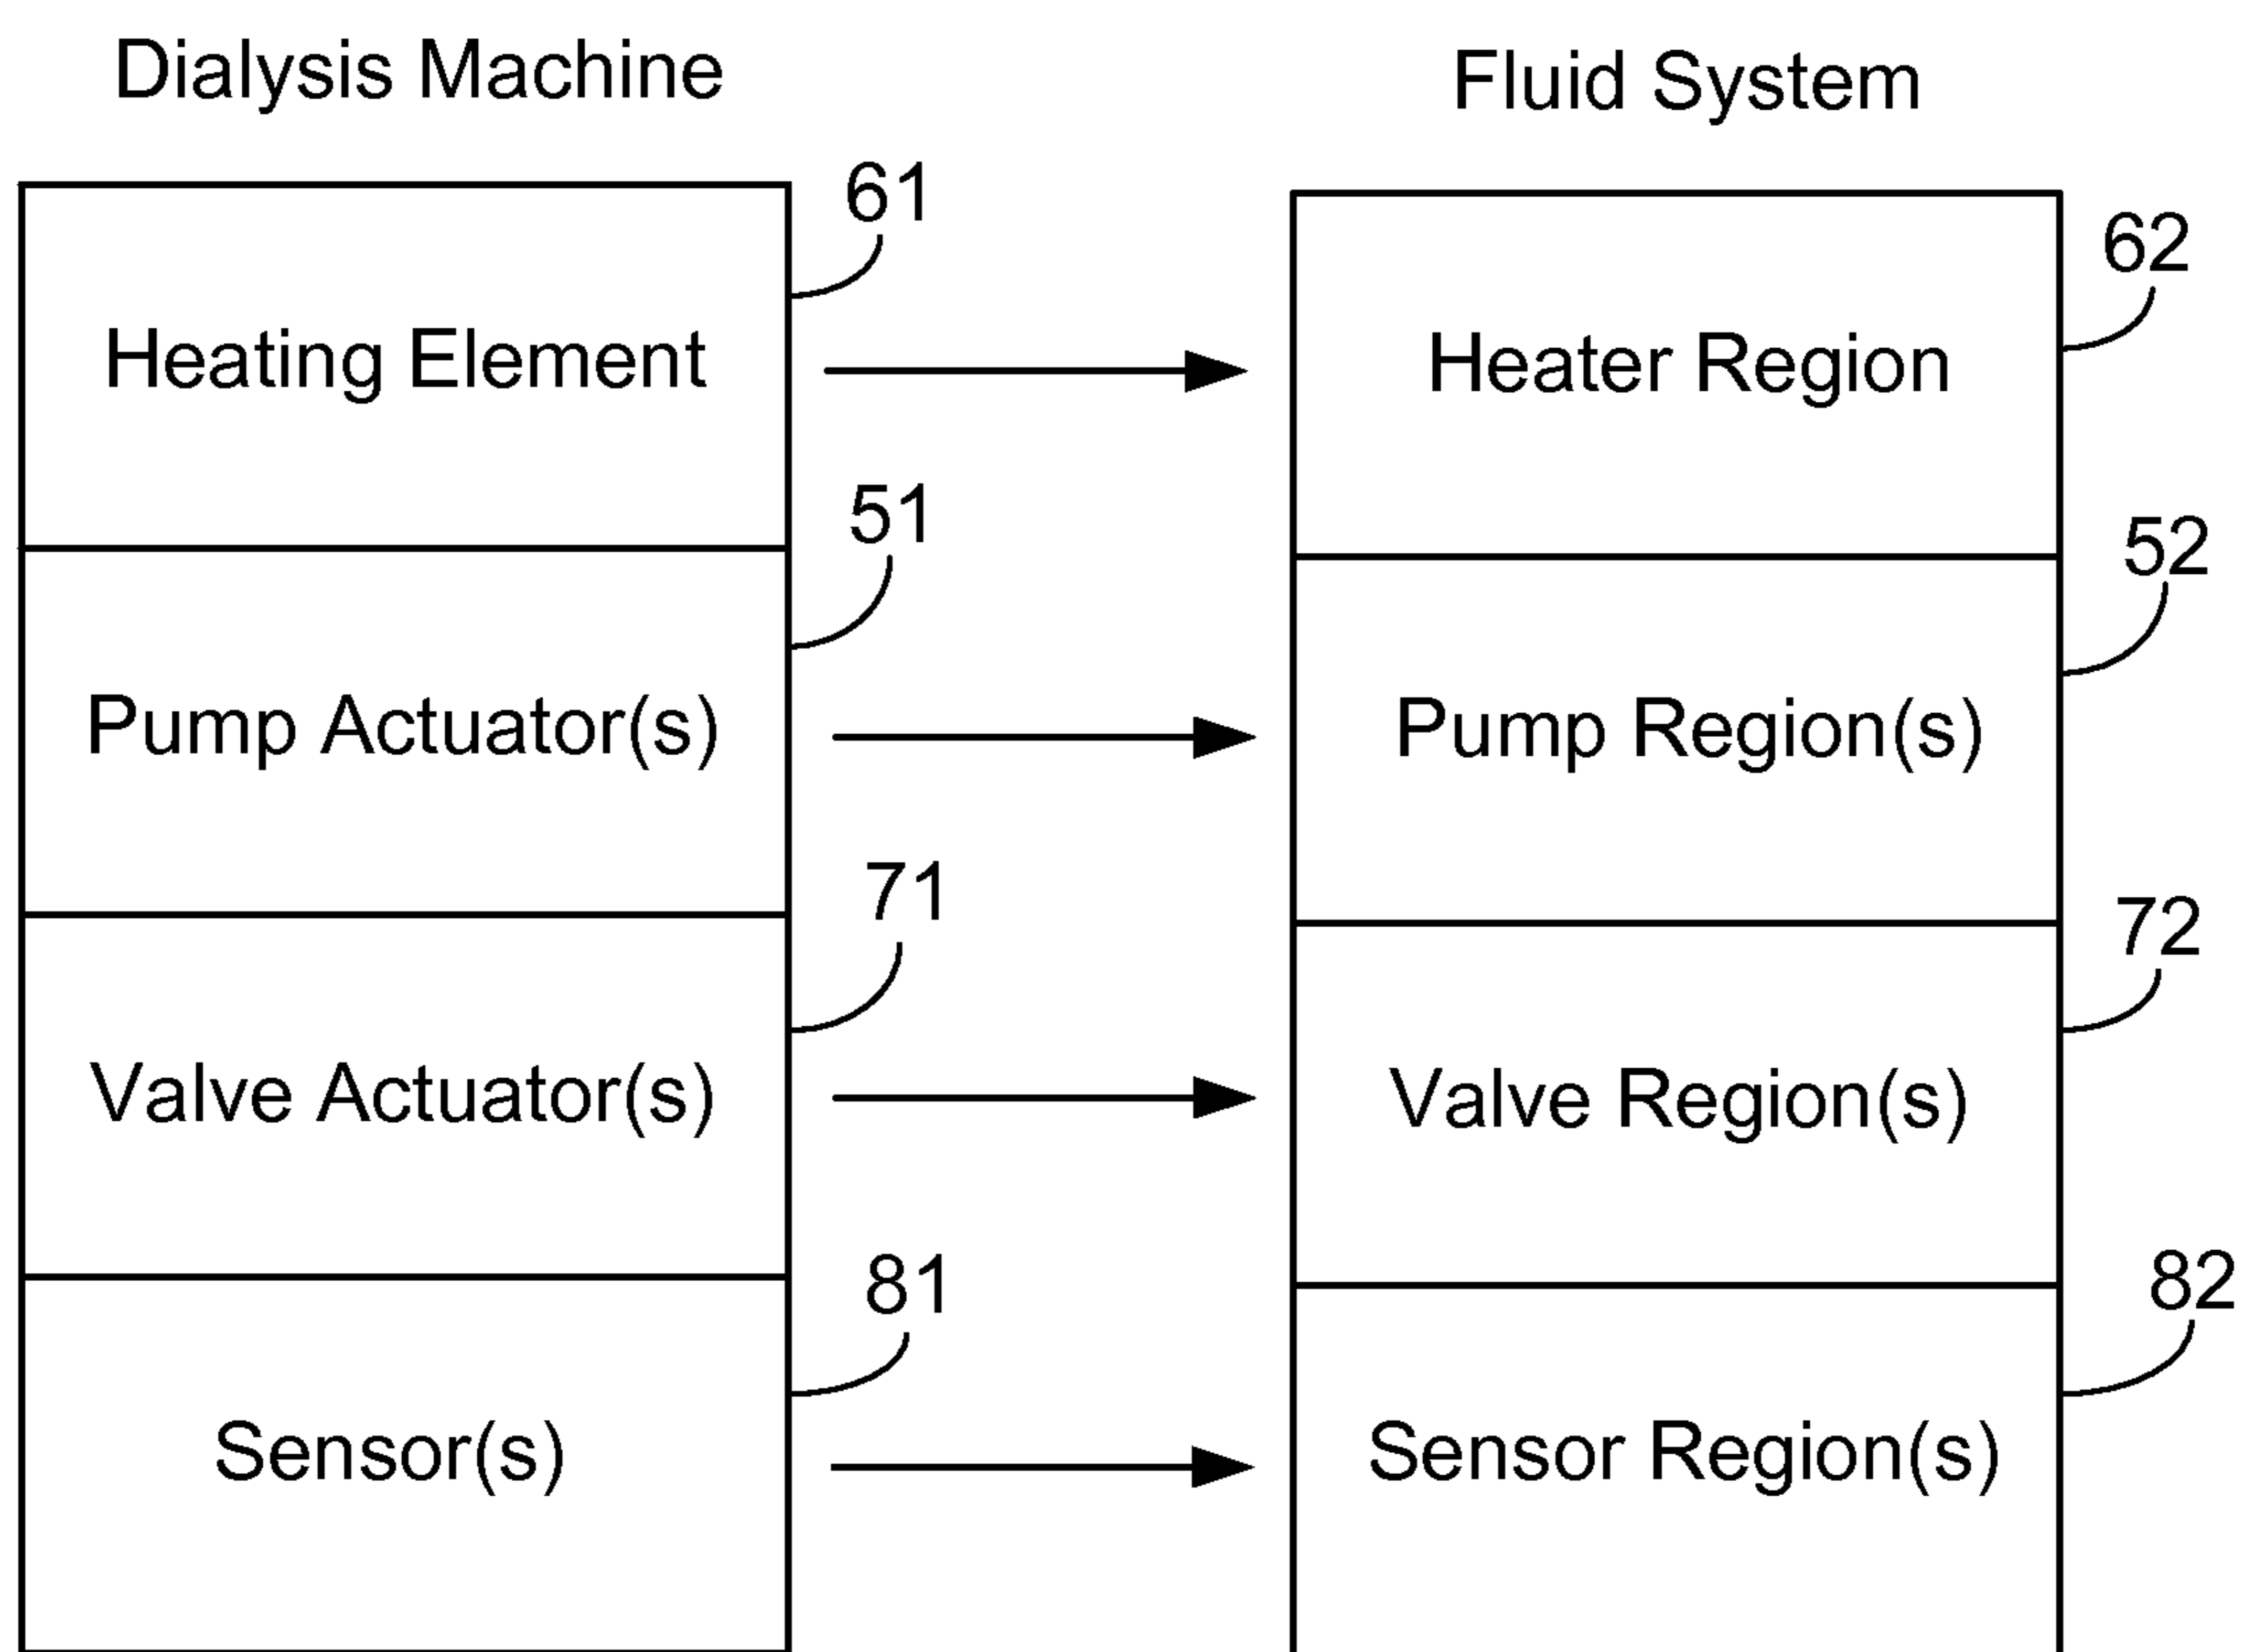 Dialysis Machine
Fluid System
61
62
Heating Element
Heater Region
51
52
Pump Actuator(s)
Pump Region(s)
71
72
Valve Actuator(s)
Valve Region(s)
81
82
Sensor(s)
Sensor Region(s)